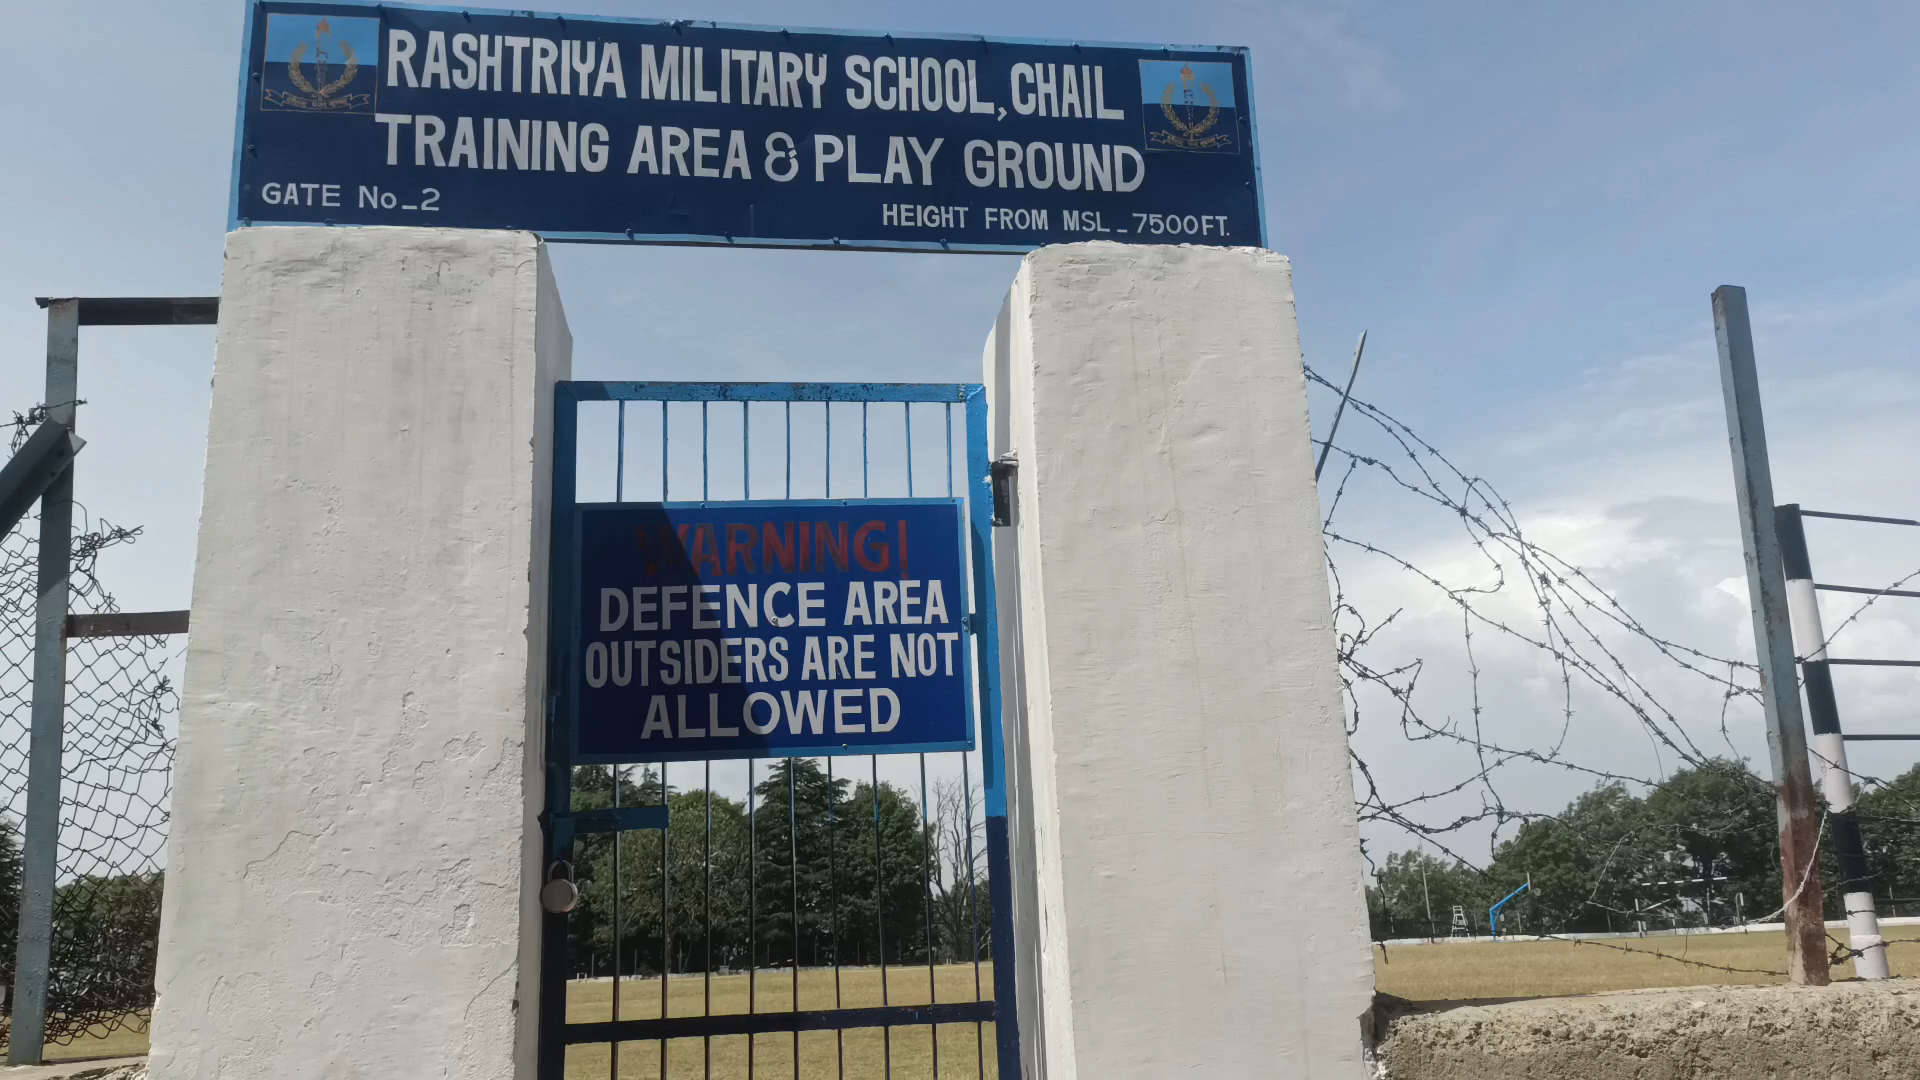 RASHTRIYA MILITARY SCHOOL, CHAIL
TRAINING AREA & PLAY GROUND
GATE No_2
HEIGHT FROM MSL_7500FT.
WARNING!
DEFENCE AREA
OUTSIDERS ARE NOT
ALLOWED